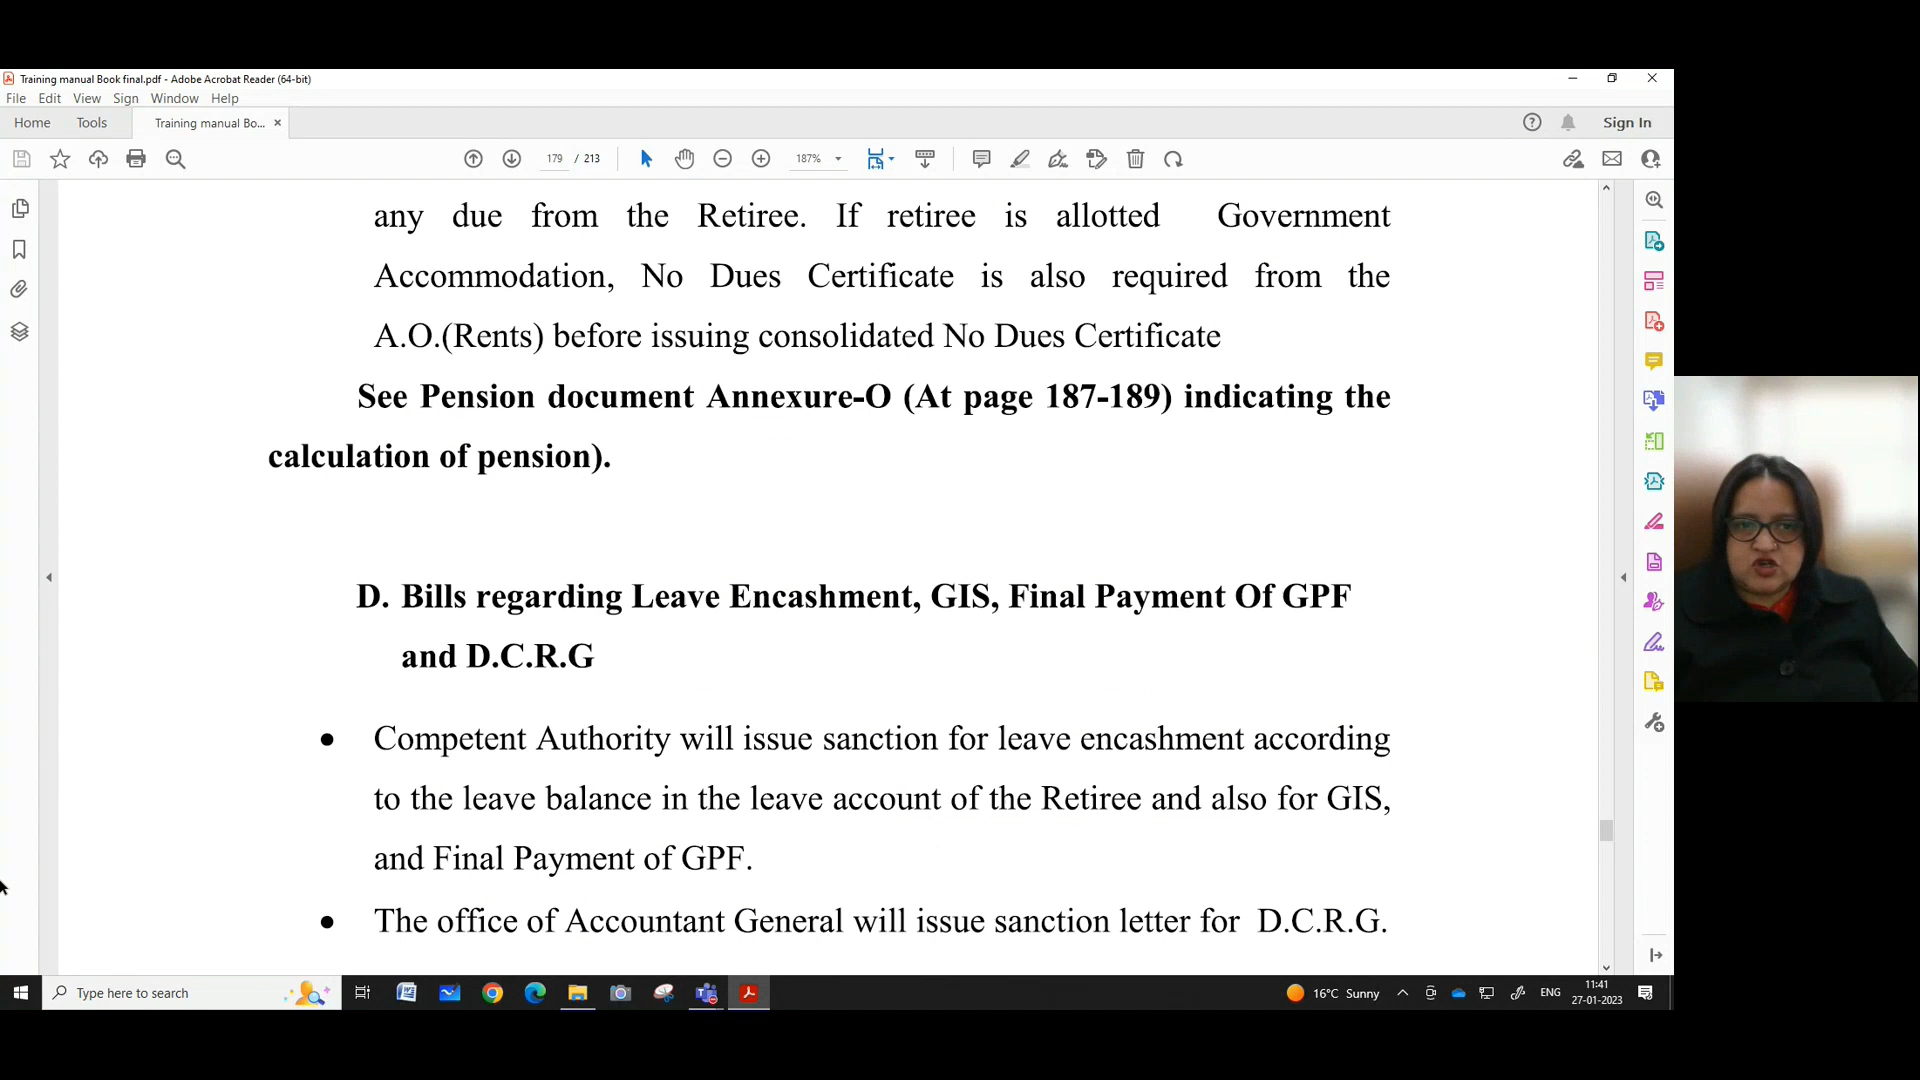 Training manual Book final.pdf - Adobe Acrobat Reader (64-bit)
File Edit View Sign Window Help
Home Tools Training manual Bo... × Sign In
179 / 213 187%
any due from the Retiree. If retiree is allotted Government
Accommodation, No Dues Certificate is also required from the
A.O.(Rents) before issuing consolidated No Dues Certificate
See Pension document Annexure-O (At page 187-189) indicating the
calculation of pension).
D. Bills regarding Leave Encashment, GIS, Final Payment Of GPF
and D.C.R.G
• Competent Authority will issue sanction for leave encashment according
to the leave balance in the leave account of the Retiree and also for GIS,
and Final Payment of GPF.
• The office of Accountant General will issue sanction letter for D.C.R.G.
Type here to search
16°C Sunny
ENG
11:41
27-01-2023